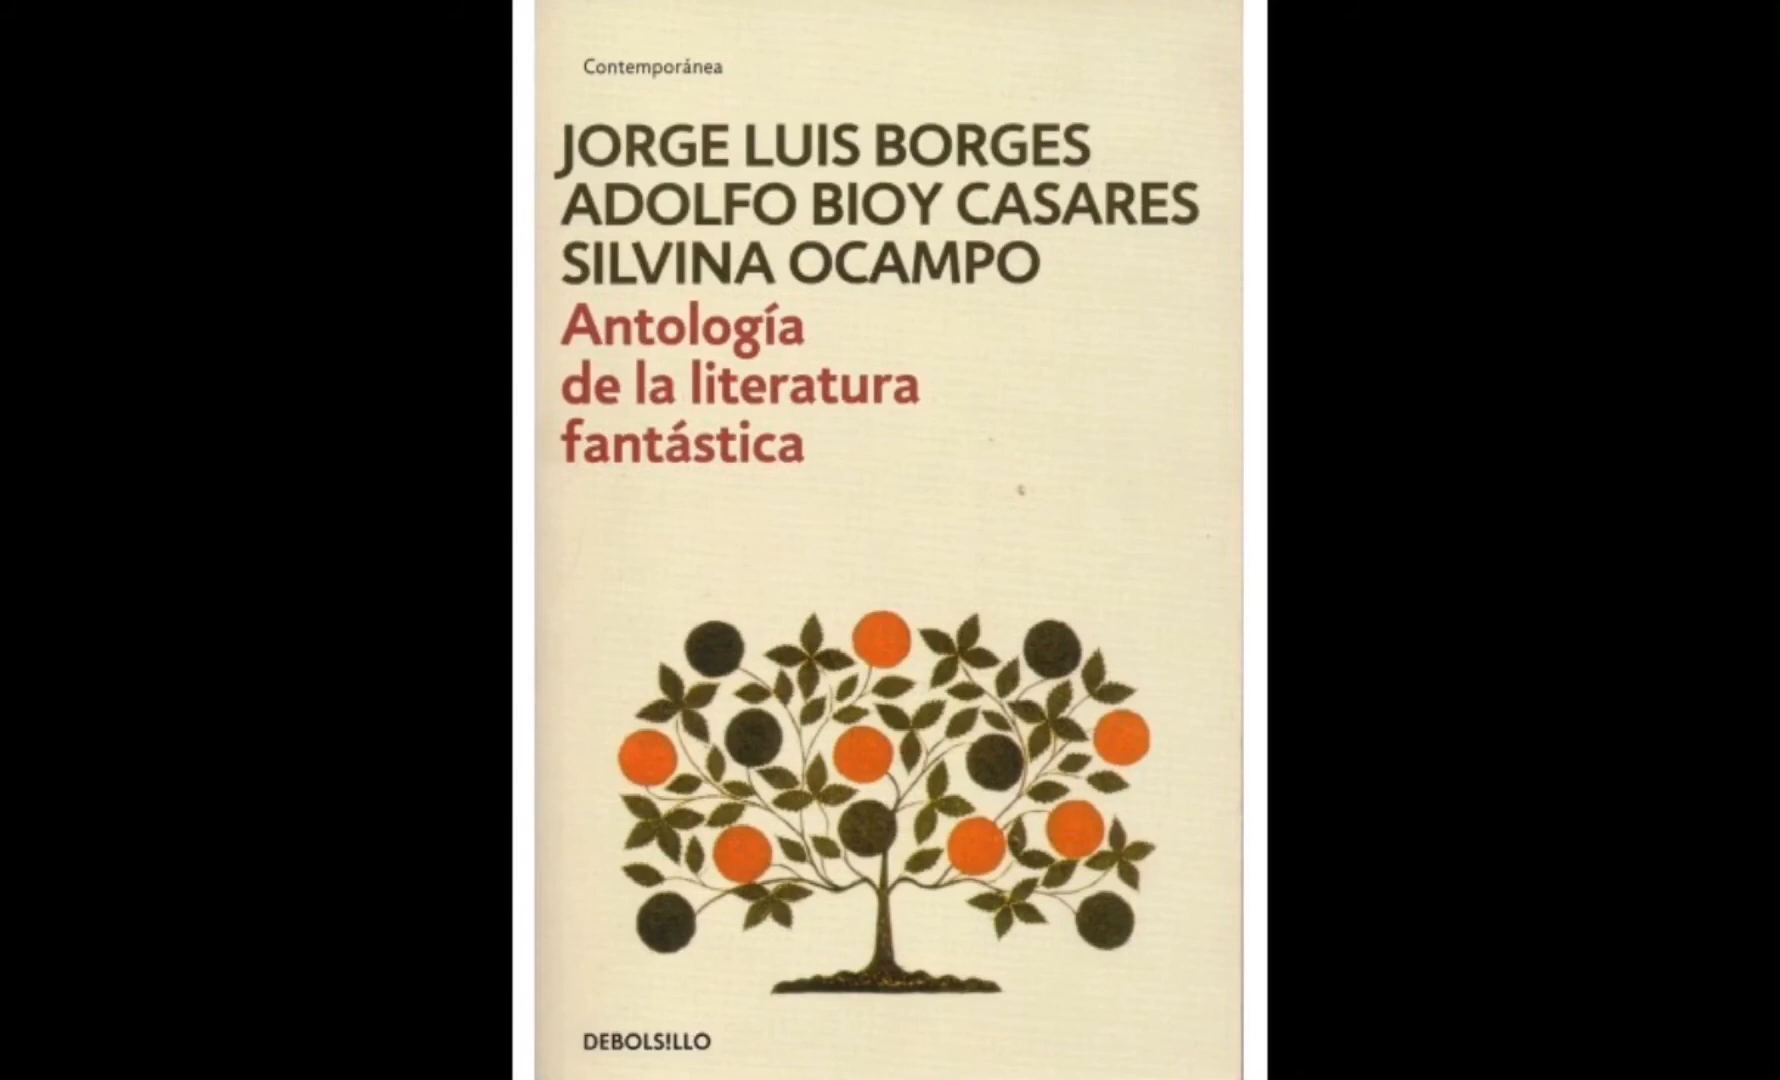 Contemporánea
JORGE LUIS BORGES
ADOLFO BIOY CASARES
SILVINA OCAMPO
Antología
de la literatura
fantástica
DEBOLS!LLO